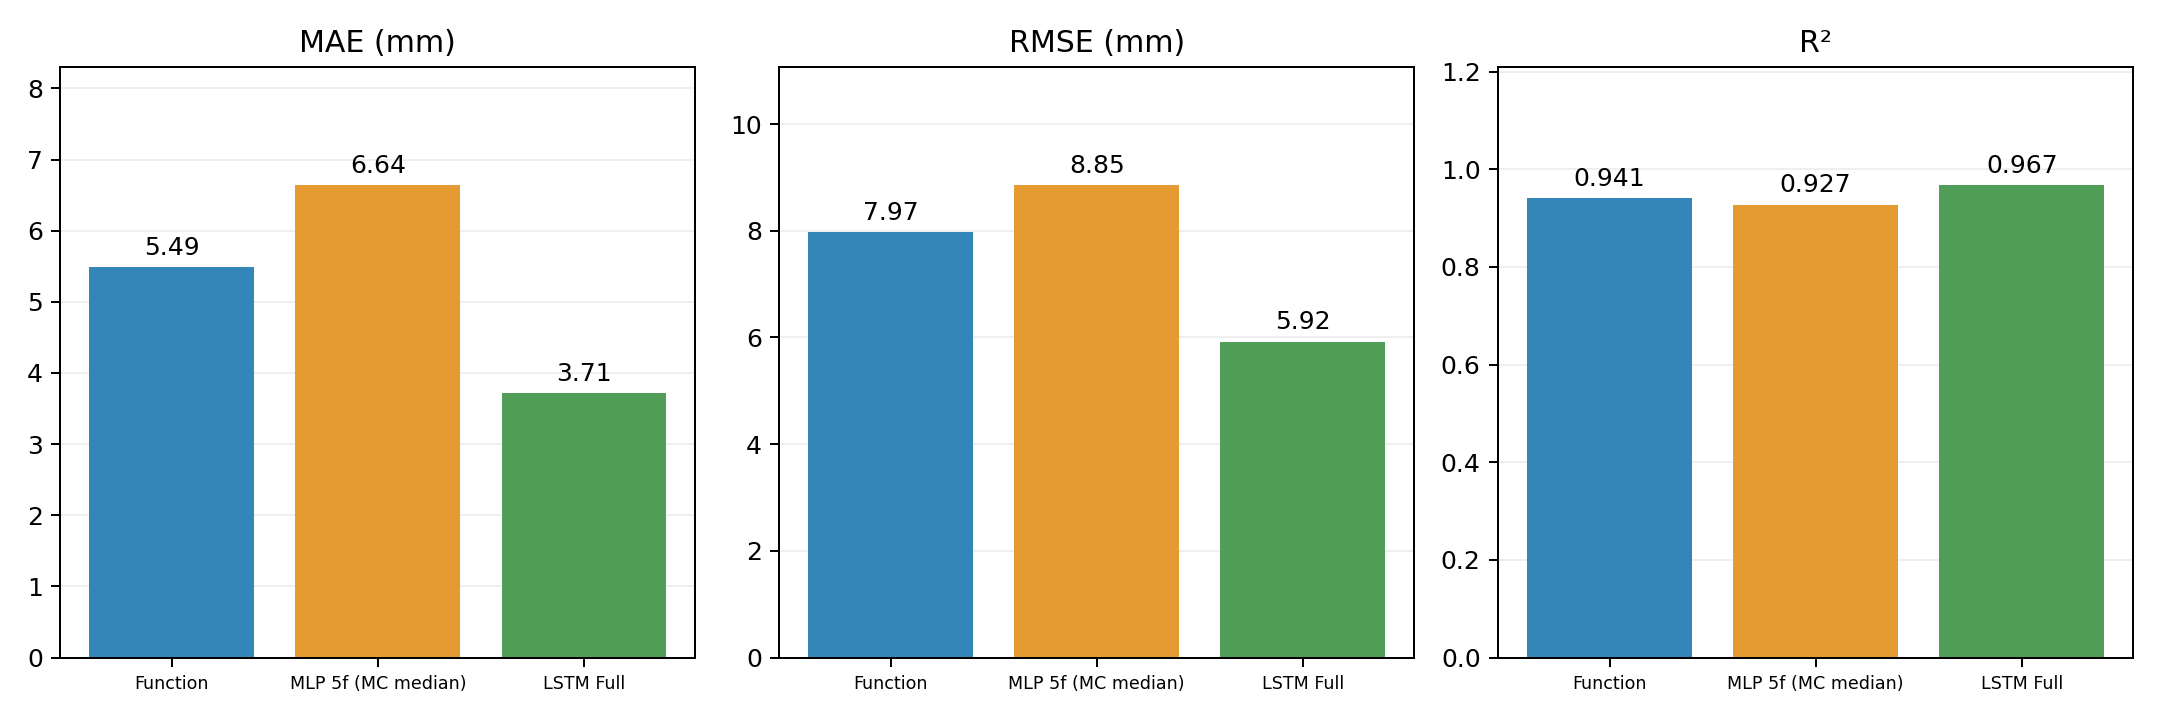 MAE (mm)
8
7
6
5
4
3
2
1
0
5.49
6.64
3.71
Function
MLP 5f (MC median)
LSTM Full
RMSE (mm)
10
8
6
4
2
0
7.97
8.85
5.92
Function
MLP 5f (MC median)
LSTM Full
R²
1.2
1.0
0.8
0.6
0.4
0.2
0.0
0.941
0.927
0.967
Function
MLP 5f (MC median)
LSTM Full